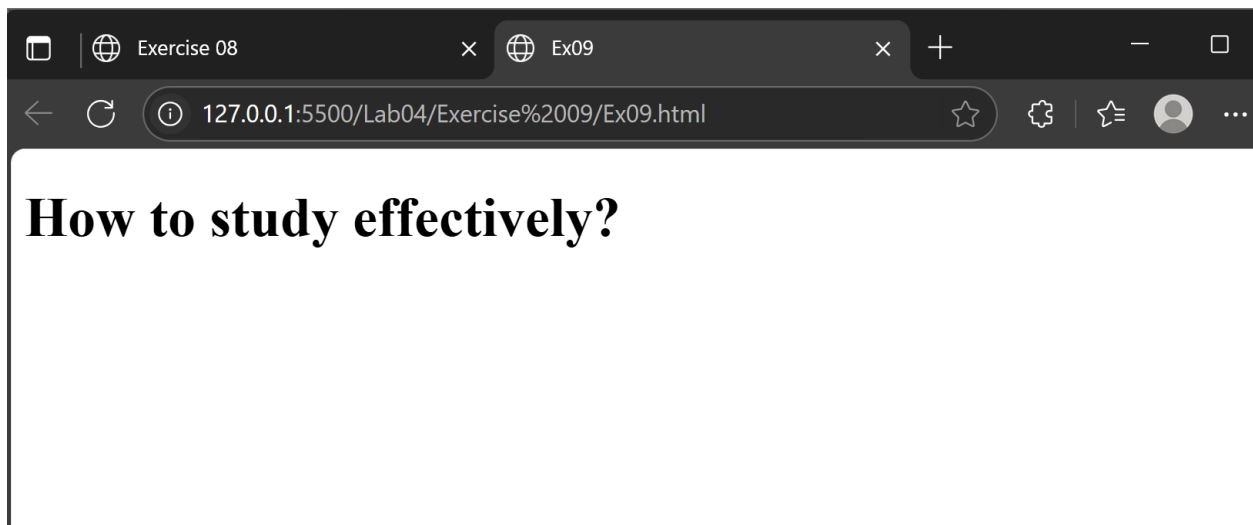 Exercise 08
Ex09
127.0.0.1:5500/Lab04/Exercise%2009/Ex09.html
How to study effectively?